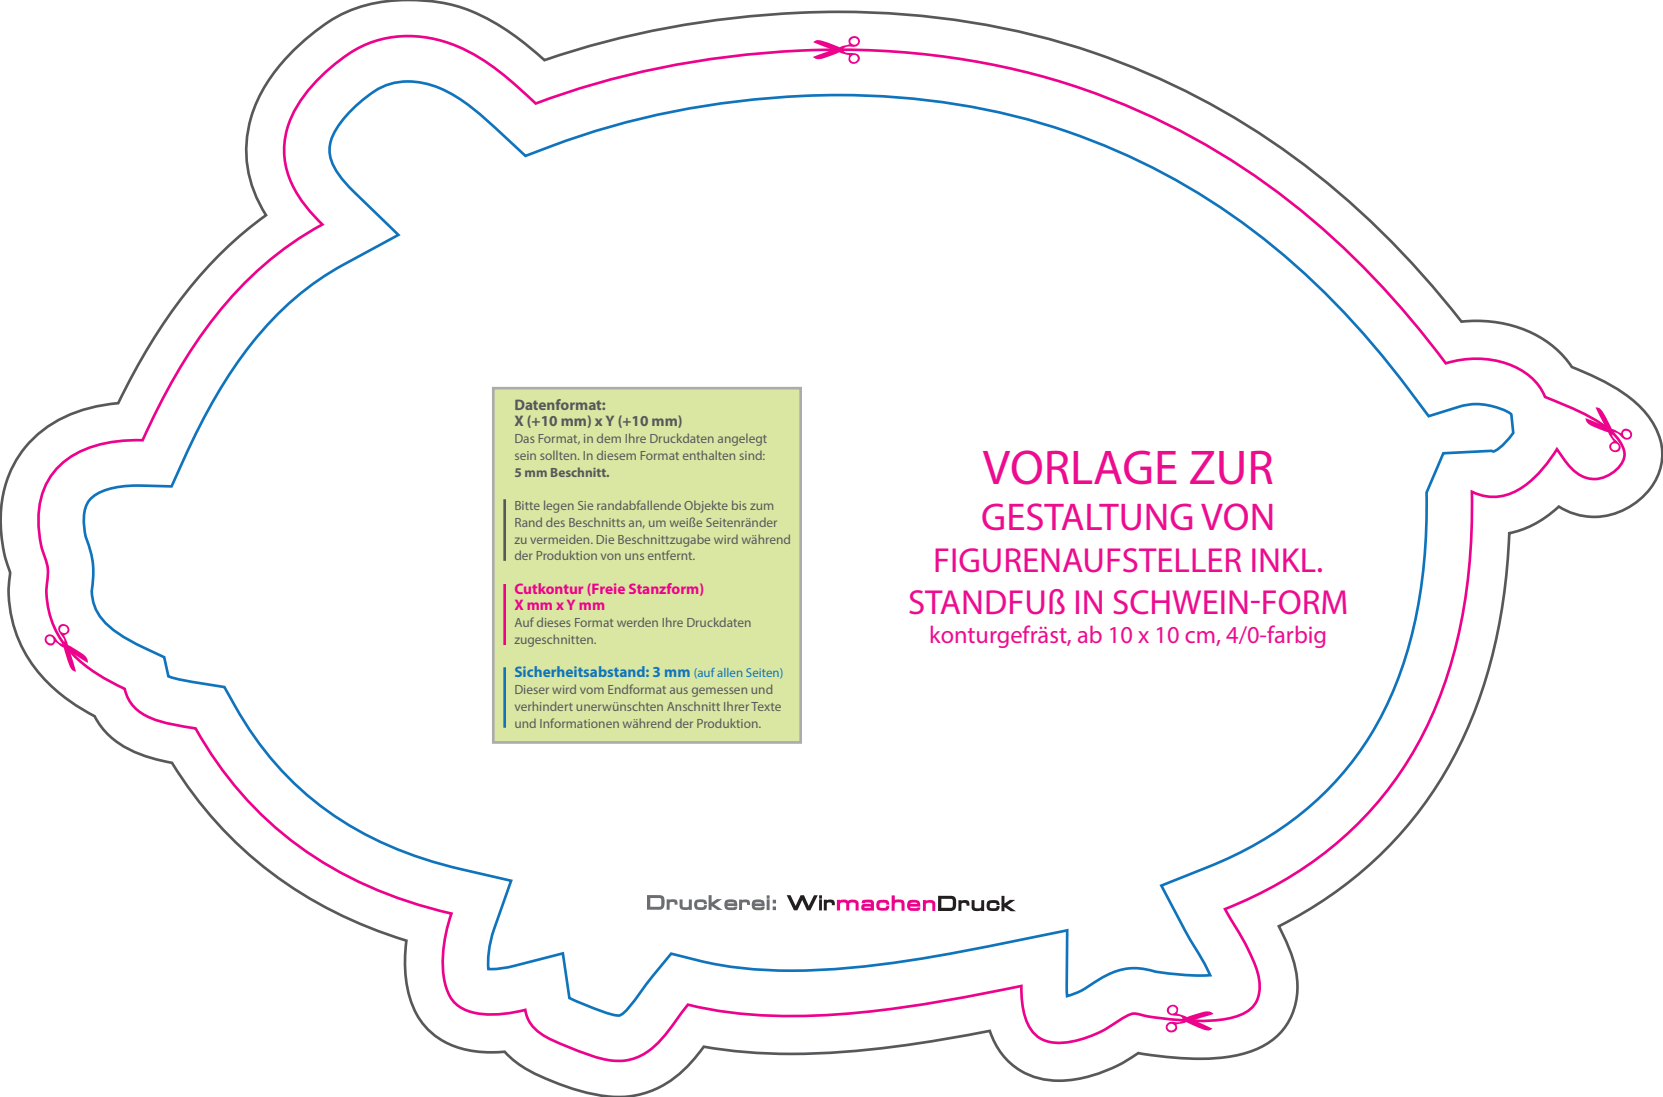 Datenformat:
X (+10 mm) x Y (+10 mm)
Das Format, in dem Ihre Druckdaten angelegt
sein sollten. In diesem Format enthalten sind:
5 mm Beschnitt.
Bitte legen Sie randabfallende Objekte bis zum
Rand des Beschnitts an, um weiße Seitenränder
zu vermeiden. Die Beschnittzugabe wird während
der Produktion von uns entfernt.
Cutkontur (Freie Stanzform)
X mm x Y mm
Auf dieses Format werden Ihre Druckdaten
zugeschnitten.
Sicherheitsabstand: 3 mm (auf allen Seiten)
Dieser wird vom Endformat aus gemessen und
verhindert unerwünschten Anschnitt Ihrer Texte
und Informationen während der Produktion.
VORLAGE ZUR
GESTALTUNG VON
FIGURENAUFSTELLER INKL.
STANDFUß IN SCHWEIN-FORM
konturgefräst, ab 10 x 10 cm, 4/0-farbig
Druckerei: WirmachenDruck